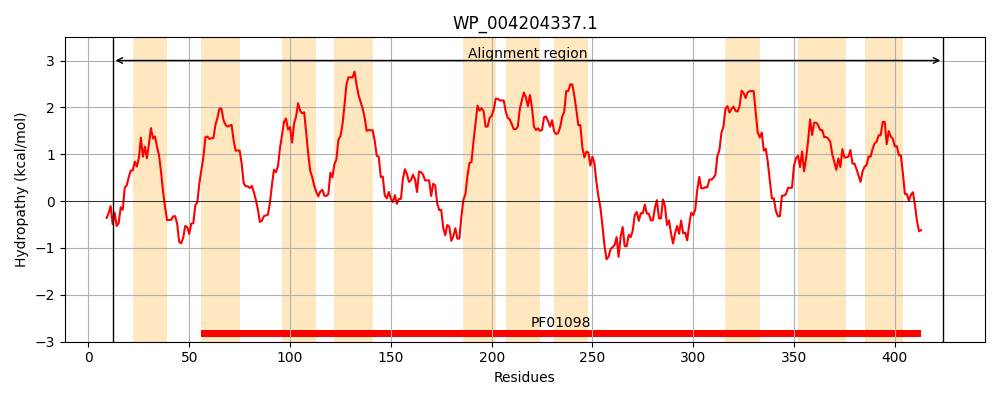 WP_004204337.1
Alignment region
3
2
1
0
−1
−2
−3
Hydropathy (kcal/mol)
PF01098
0 50 100 150 200 250 300 350 400
Residues